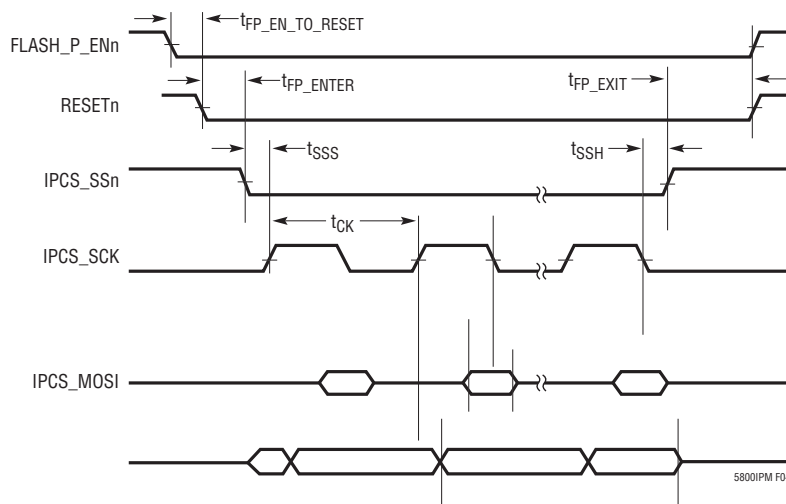 FLASH_P_ENn
tFP_EN_TO_RESET
RESETn
tFP_ENTER
tFP_EXIT
IPCS_SSn
tSSS
tSSH
tCK
IPCS_SCK
IPCS_MOSI
5800IPM F0